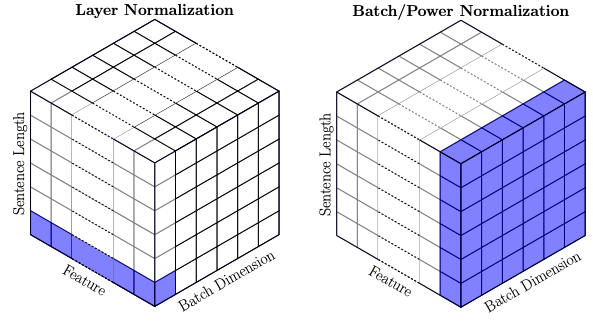 Layer Normalization
Sentence Length
Feature
Batch Dimension
Batch/Power Normalization
Sentence Length
Feature
Batch Dimension